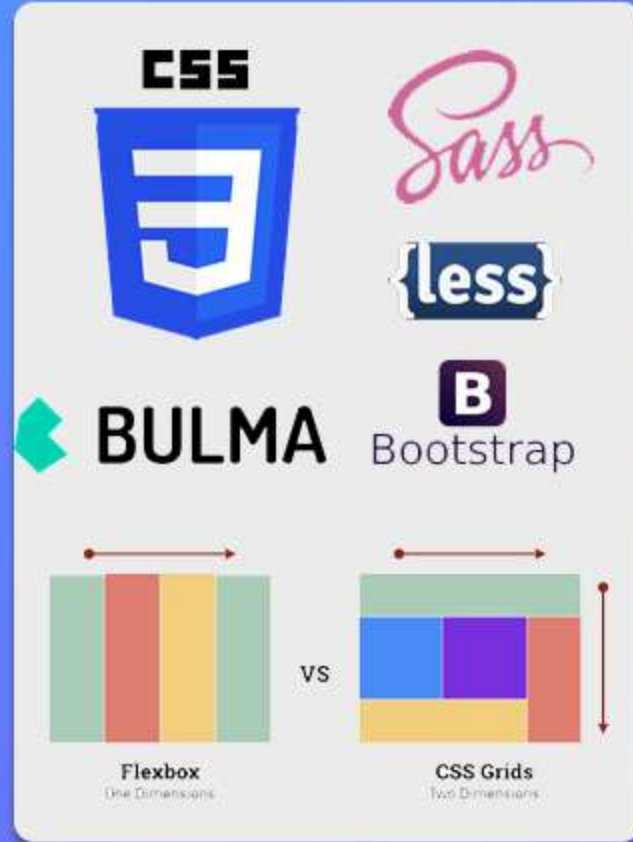 CSS
3
Sass
{less}
BULMA
B
Bootstrap
VS
Flexbox
One Dimensions
CSS Grids
Two Dimensions